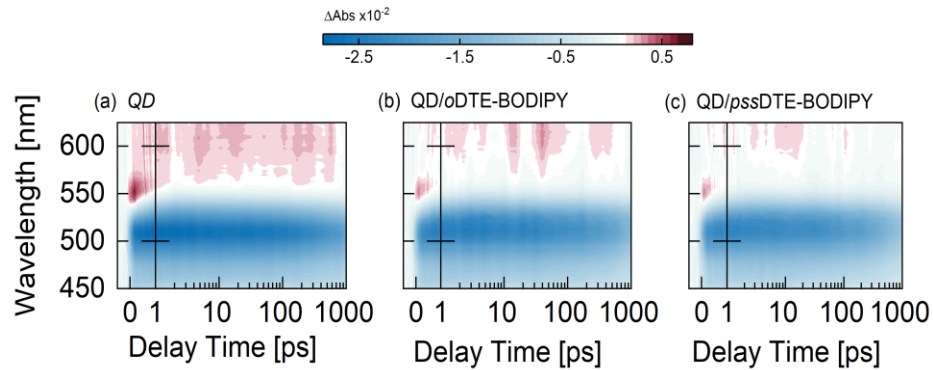 ΔAbs x10-2
-2.5 -1.5 -0.5 0.5
(a) QD
(b) QD/oDTE-BODIPY
(c) QD/pssDTE-BODIPY
Wavelength [nm]
600
550
500
450
0 1 10 100 1000
0 1 10 100 1000
0 1 10 100 1000
Delay Time [ps]
Delay Time [ps]
Delay Time [ps]